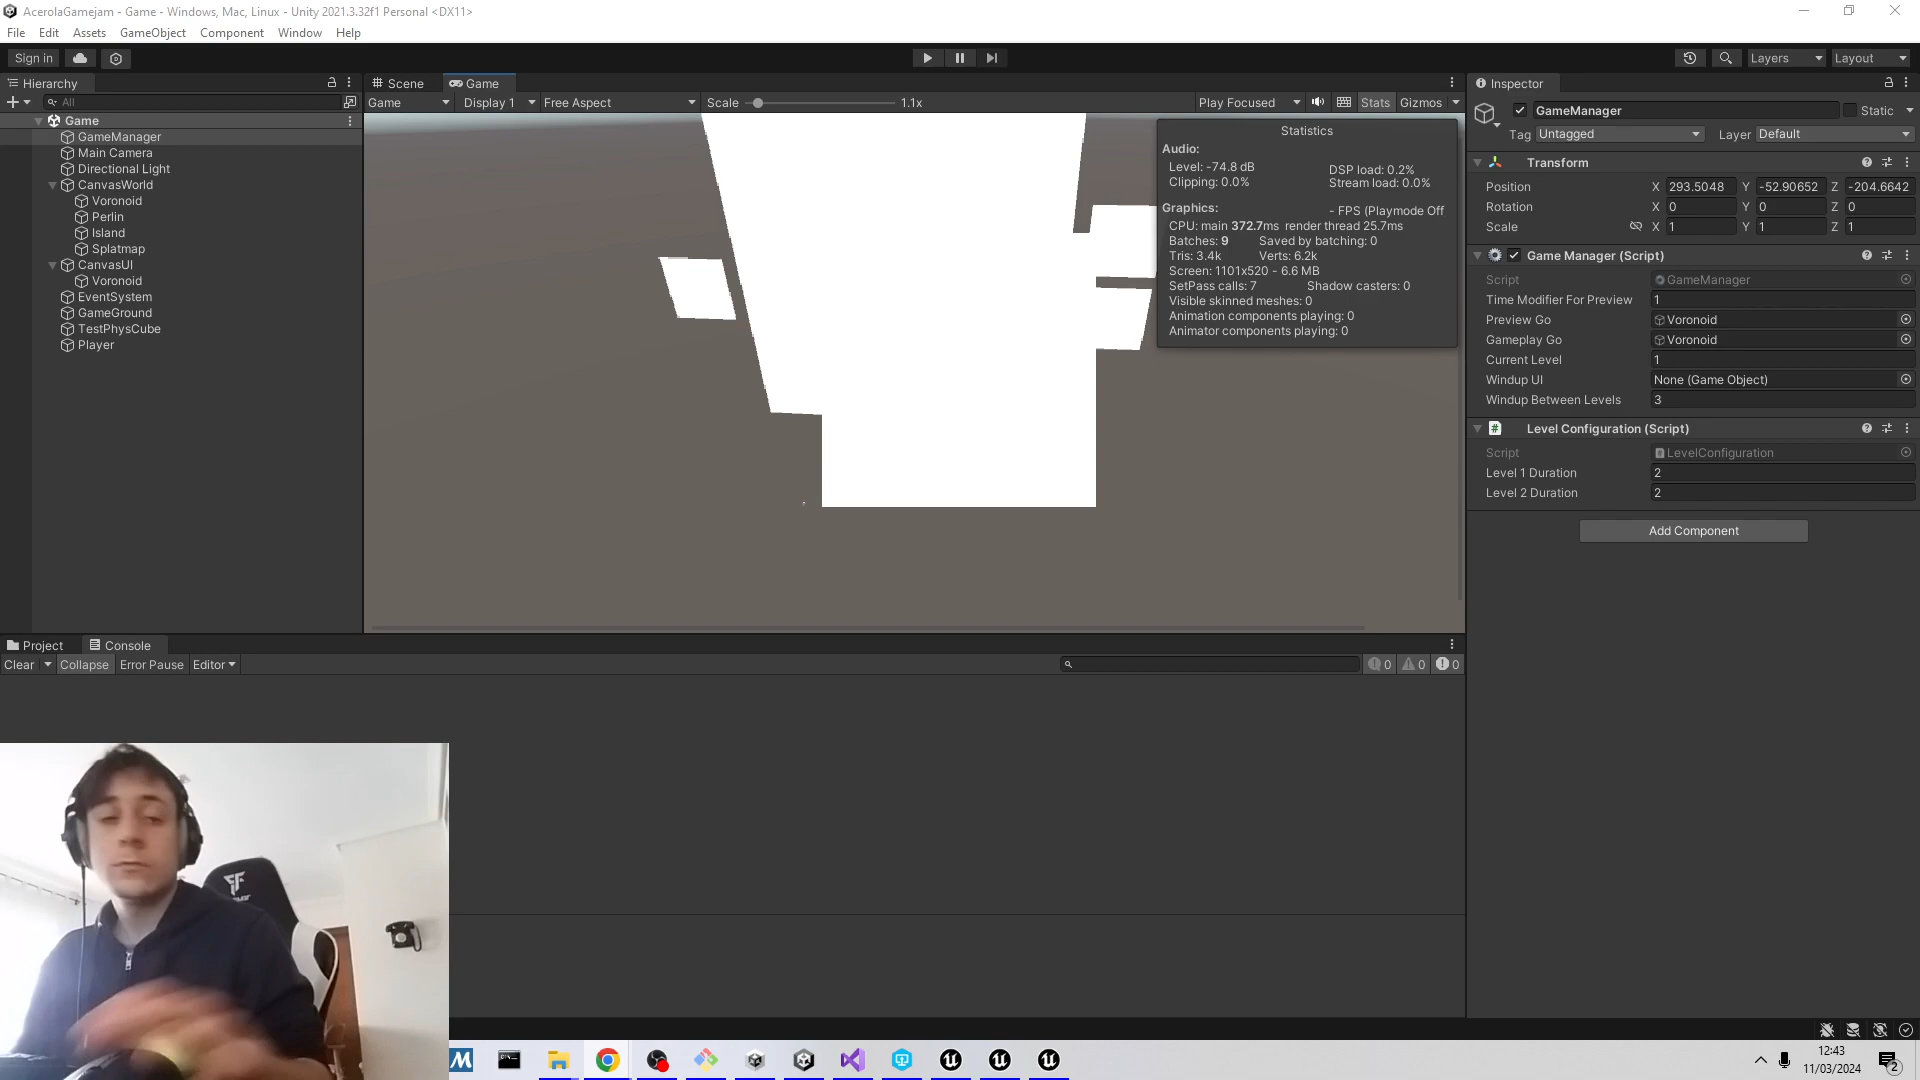 AcerolaGamejam - Game - Windows, Mac, Linux - Unity 2021.3.32f1 Personal <DX11>
File Edit Assets GameObject Component Window Help
Sign in
Layers
Layout
Hierarchy
All
Game
GameManager
Main Camera
Directional Light
CanvasWorld
Voronoid
Perlin
Island
Splatmap
CanvasUI
Voronoid
EventSystem
GameGround
TestPhysCube
Player
Scene
Game
Game Display 1 Free Aspect Scale 1.1x Play Focused Stats Gizmos
Statistics
Audio:
Level: -74.8 dB DSP load: 0.2%
Clipping: 0.0% Stream load: 0.0%
Graphics: - FPS (Playmode Off
CPU: main 372.7ms render thread 25.7ms
Batches: 9 Saved by batching: 0
Tris: 3.4k Verts: 6.2k
Screen: 1101x520 - 6.6 MB
SetPass calls: 7 Shadow casters: 0
Visible skinned meshes: 0
Animation components playing: 0
Animator components playing: 0
Inspector
GameManager Static
Tag Untagged Layer Default
Transform
Position X 293.5048 Y -52.90652 Z -204.6642
Rotation X 0 Y 0 Z 0
Scale X 1 Y 1 Z 1
Game Manager (Script)
Script GameManager
Time Modifier For Preview 1
Preview Go Voronoid
Gameplay Go Voronoid
Current Level 1
Windup UI None (Game Object)
Windup Between Levels 3
Level Configuration (Script)
Script LevelConfiguration
Level 1 Duration 2
Level 2 Duration 2
Add Component
Project
Console
Clear Collapse Error Pause Editor
0 0 0
12:43
11/03/2024
2